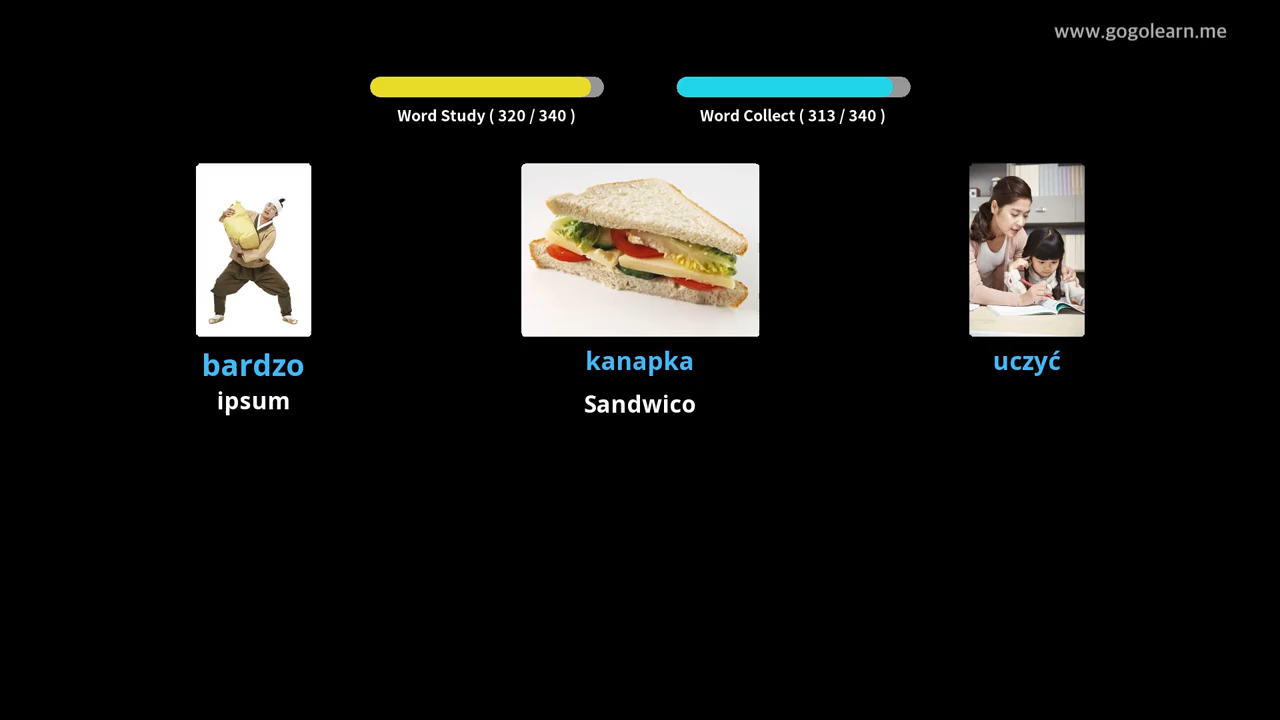 www.gogolearn.me
Word Study ( 320 / 340 )
Word Collect ( 313 / 340 )
bardzo
ipsum
kanapka
Sandwico
uczyć